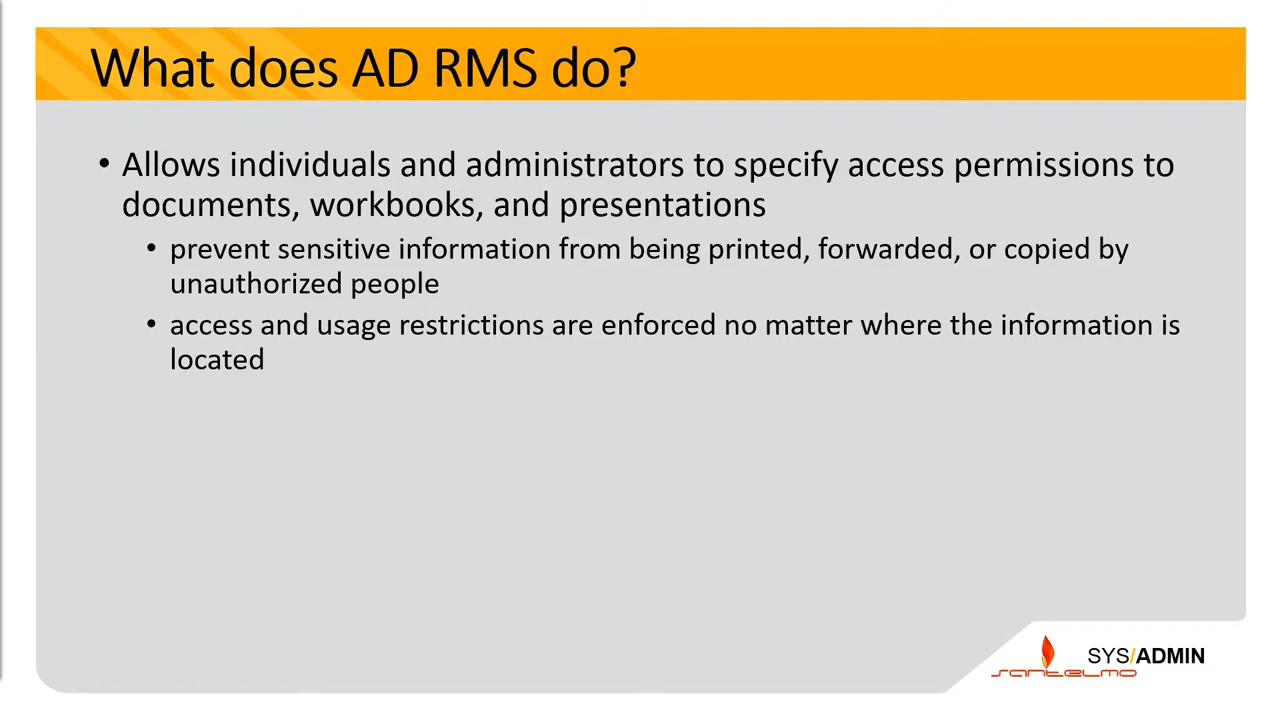 What does AD RMS do?
• Allows individuals and administrators to specify access permissions to
documents, workbooks, and presentations
• prevent sensitive information from being printed, forwarded, or copied by
unauthorized people
• access and usage restrictions are enforced no matter where the information is
located
SYS/ADMIN
santelmo